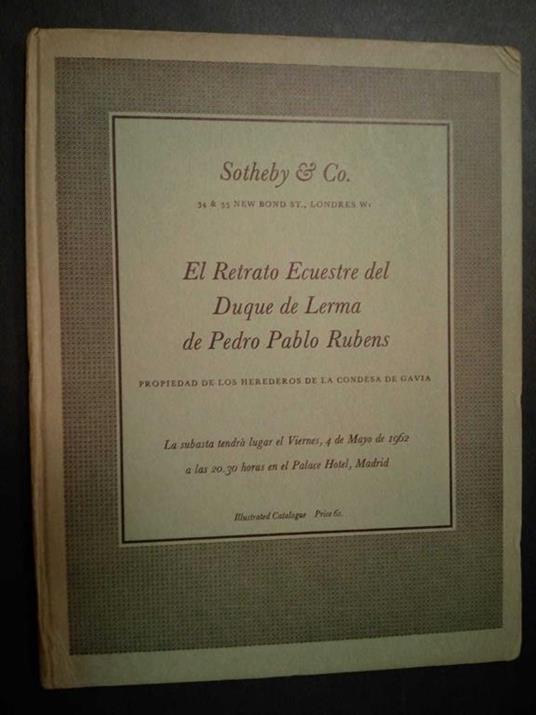 Sotheby & Co.
34 & 35 NEW BOND ST., LONDRES W1
El Retrato Ecuestre del
Duque de Lerma
de Pedro Pablo Rubens
PROPIEDAD DE LOS HEREDEROS DE LA CONDESA DE GAVIA
La subasta tendrà lugar el Viernes, 4 de Mayo de 1962
a las 20.30 horas en el Palace Hotel, Madrid
Illustrated Catalogue Price 6s.